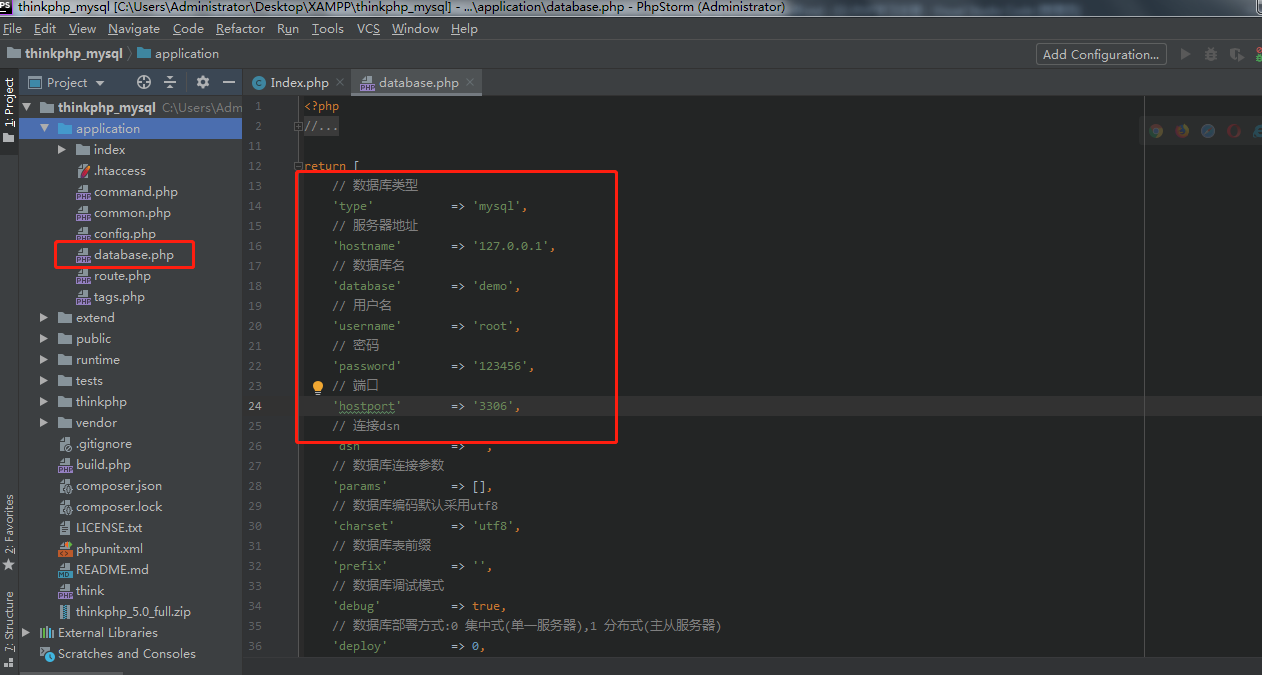 thinkphp_mysql [C:\Users\Administrator\Desktop\XAMPP\thinkphp_mysql] - ...\application\database.php - PhpStorm (Administrator)
File Edit View Navigate Code Refactor Run Tools VCS Window Help
thinkphp_mysql application
Add Configuration...
1: Project
2: Favorites
7: Structure
Project
thinkphp_mysql C:\Users\Adm
application
index
.htaccess
command.php
common.php
config.php
database.php
route.php
tags.php
extend
public
runtime
tests
thinkphp
vendor
.gitignore
build.php
composer.json
composer.lock
LICENSE.txt
phpunit.xml
README.md
think
thinkphp_5.0_full.zip
External Libraries
Scratches and Consoles
Index.php database.php
1 <?php
2 //...
11
12 return [
13 // 数据库类型
14 'type' => 'mysql',
15 // 服务器地址
16 'hostname' => '127.0.0.1',
17 // 数据库名
18 'database' => 'demo',
19 // 用户名
20 'username' => 'root',
21 // 密码
22 'password' => '123456',
23 // 端口
24 'hostport' => '3306',
25 // 连接dsn
26 dsn => ,
27 // 数据库连接参数
28 'params' => [],
29 // 数据库编码默认采用utf8
30 'charset' => 'utf8',
31 // 数据库表前缀
32 'prefix' => '',
33 // 数据库调试模式
34 'debug' => true,
35 // 数据库部署方式:0 集中式(单一服务器),1 分布式(主从服务器)
36 'deploy' => 0,